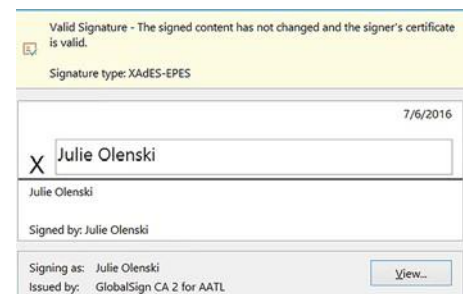 Valid Signature - The signed content has not changed and the signer's certificate
is valid.
Signature type: XAdES-EPES
7/6/2016
X Julie Olenski
Julie Olenski
Signed by: Julie Olenski
Signing as: Julie Olenski
View...
Issued by: GlobalSign CA 2 for AATL